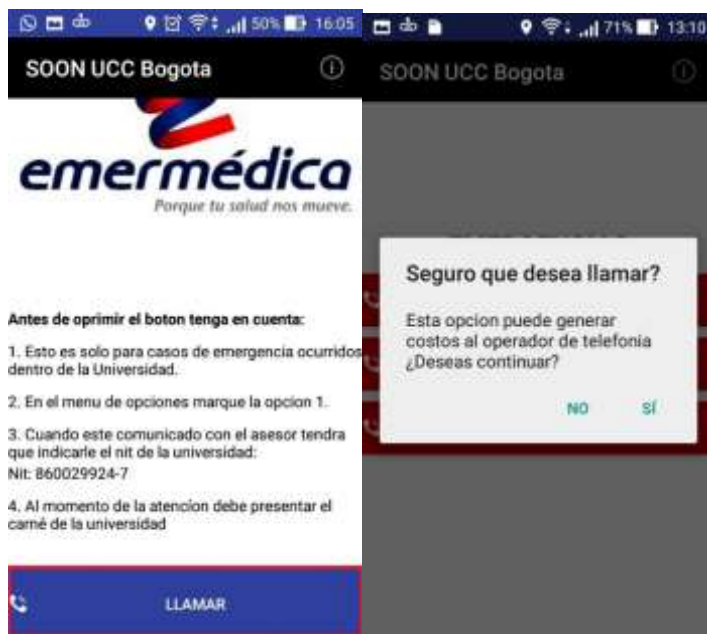 50% 16:05
SOON UCC Bogota
emermédica
Porque tu salud nos mueve.
Antes de oprimir el boton tenga en cuenta:
1. Esto es solo para casos de emergencia ocurridos
dentro de la Universidad.
2. En el menu de opciones marque la opcion 1.
3. Cuando este comunicado con el asesor tendra
que indicarle el nit de la universidad:
Nit: 860029924-7
4. Al momento de la atencion debe presentar el
carné de la universidad
LLAMAR
71% 13:10
SOON UCC Bogota
Seguro que desea llamar?
Esta opcion puede generar
costos al operador de telefonia
¿Deseas continuar?
NO SÍ